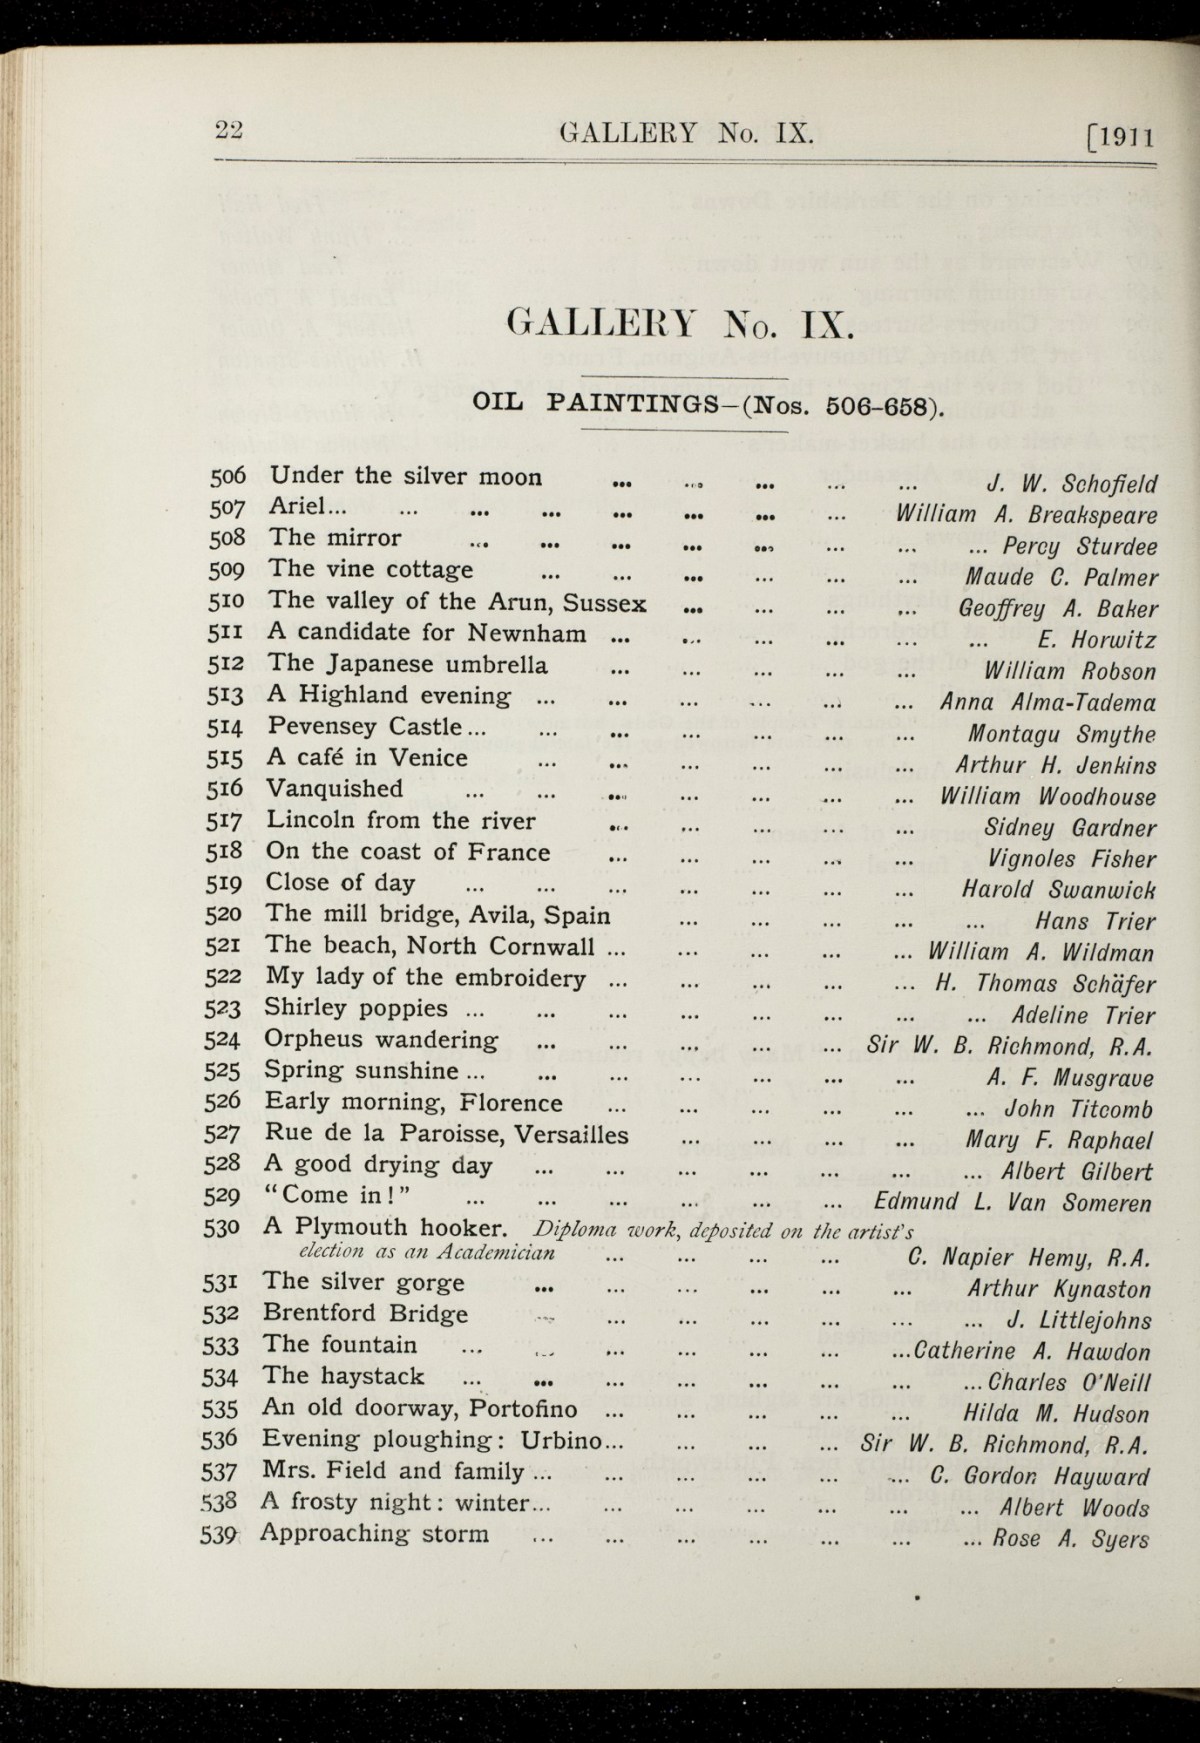 22 GALLERY No. IX. [1911
GALLERY No. IX.
OIL PAINTINGS—(Nos. 506-658).
506 Under the silver moon ... ... ... ... ... J. W. Schofield
507 Ariel... ... ... ... ... ... ... ... William A. Breakspeare
508 The mirror ... ... ... ... ... ... ... ... Percy Sturdee
509 The vine cottage ... ... ... ... ... ... Maude C. Palmer
510 The valley of the Arun, Sussex ... ... ... ... Geoffrey A. Baker
511 A candidate for Newnham ... ... ... ... ... ... E. Horwitz
512 The Japanese umbrella ... ... ... ... ... William Robson
513 A Highland evening ... ... ... ... ... ... Anna Alma-Tadema
514 Pevensey Castle... ... ... ... ... ... ... Montagu Smythe
515 A café in Venice ... ... ... ... ... ... Arthur H. Jenkins
516 Vanquished ... ... ... ... ... ... ... William Woodhouse
517 Lincoln from the river ... ... ... ... ... Sidney Gardner
518 On the coast of France ... ... ... ... ... Vignoles Fisher
519 Close of day ... ... ... ... ... ... ... Harold Swanwick
520 The mill bridge, Avila, Spain ... ... ... ... ... Hans Trier
521 The beach, North Cornwall ... ... ... ... ... William A. Wildman
522 My lady of the embroidery ... ... ... ... ... H. Thomas Schäfer
523 Shirley poppies ... ... ... ... ... ... ... ... Adeline Trier
524 Orpheus wandering ... ... ... ... ... Sir W. B. Richmond, R.A.
525 Spring sunshine ... ... ... ... ... ... ... A. F. Musgrave
526 Early morning, Florence ... ... ... ... ... ... John Titcomb
527 Rue de la Paroisse, Versailles ... ... ... ... Mary F. Raphael
528 A good drying day ... ... ... ... ... ... ... Albert Gilbert
529 "Come in!" ... ... ... ... ... ... Edmund L. Van Someren
530 A Plymouth hooker. Diploma work, deposited on the artist's
election as an Academician ... ... ... ... C. Napier Hemy, R.A.
531 The silver gorge ... ... ... ... ... ... Arthur Kynaston
532 Brentford Bridge ... ... ... ... ... ... ... J. Littlejohns
533 The fountain ... ... ... ... ... ... ...Catherine A. Hawdon
534 The haystack ... ... ... ... ... ... ... ...Charles O'Neill
535 An old doorway, Portofino ... ... ... ... ... Hilda M. Hudson
536 Evening ploughing: Urbino... ... ... ... Sir W. B. Richmond, R.A.
537 Mrs. Field and family ... ... ... ... ... ... C. Gordon Hayward
538 A frosty night: winter... ... ... ... ... ... ... Albert Woods
539 Approaching storm ... ... ... ... ... ... ... Rose A. Syers